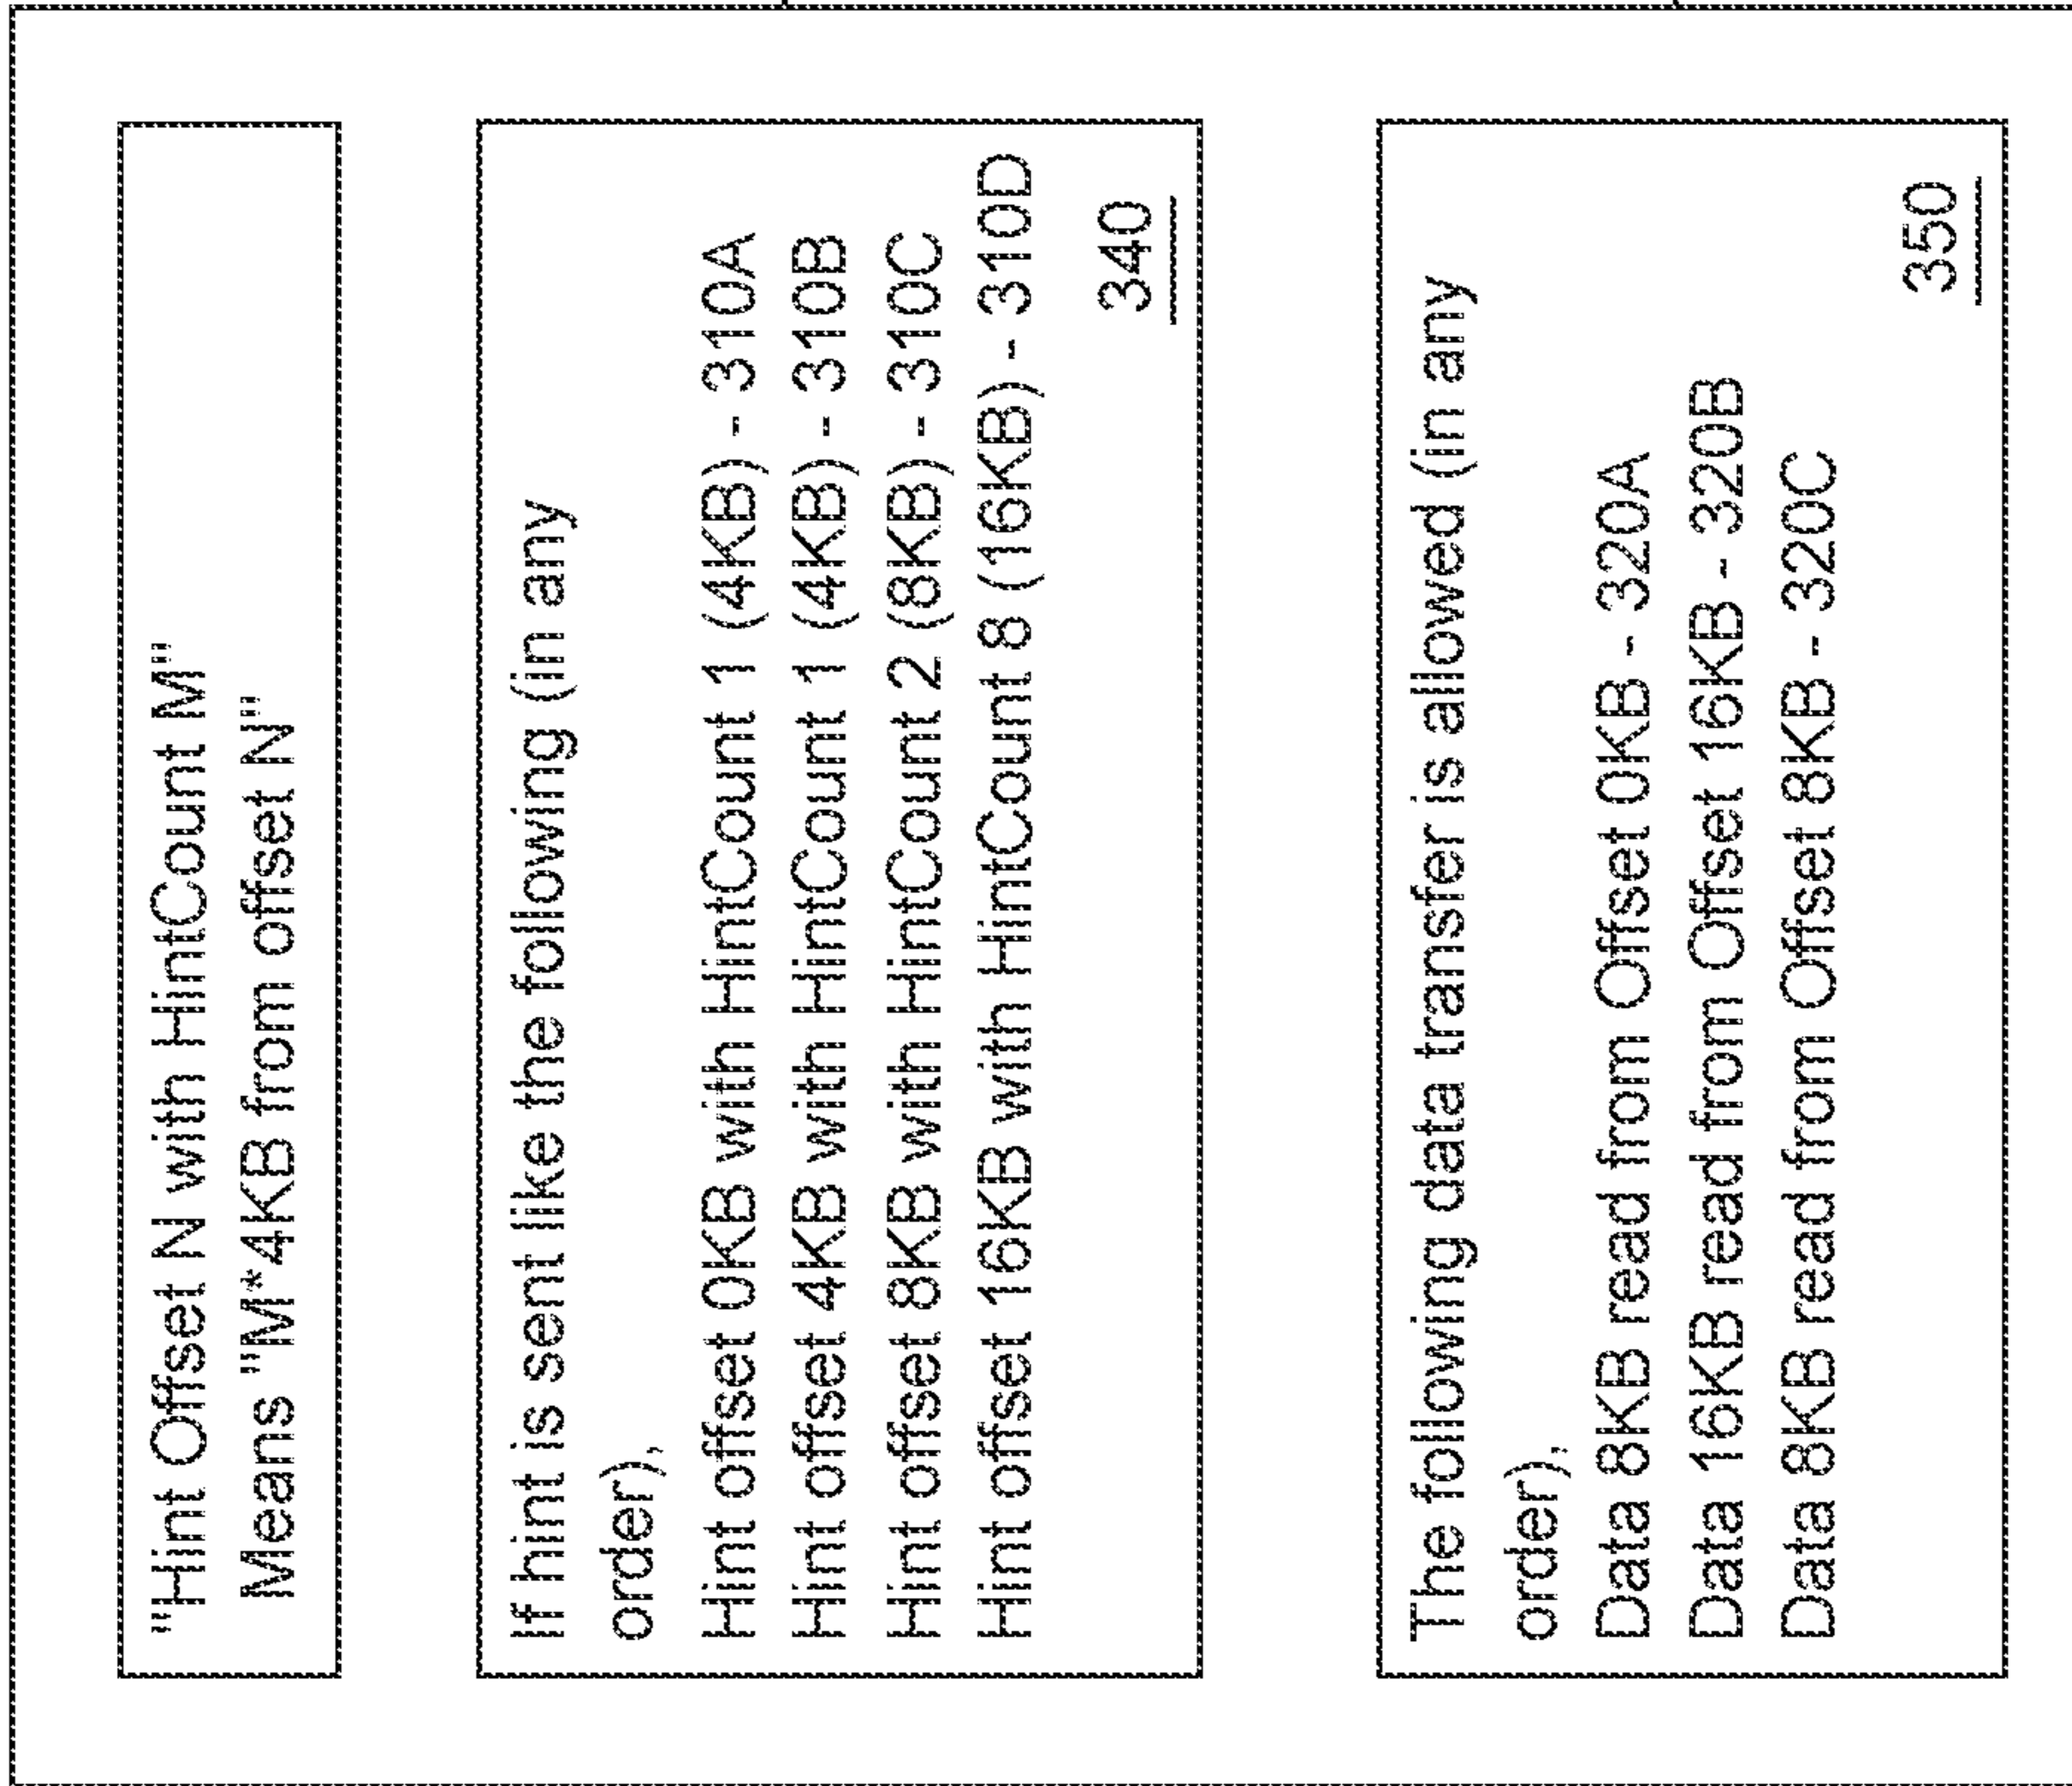 "Hint Offset N with HintCount M"
Means "M*4KB from offset N"
If hint is sent like the following (in any
order),
Hint offset 0KB with HintCount 1 (4KB) - 310A
Hint offset 4KB with HintCount 1 (4KB) - 310B
Hint offset 8KB with HintCount 2 (8KB) - 310C
Hint offset 16KB with HintCount 8 (16KB) - 310D
340
The following data transfer is allowed (in any
order),
Data 8KB read from Offset 0KB - 320A
Data 16KB read from Offset 16KB - 320B
Data 8KB read from Offset 8KB - 320C
350